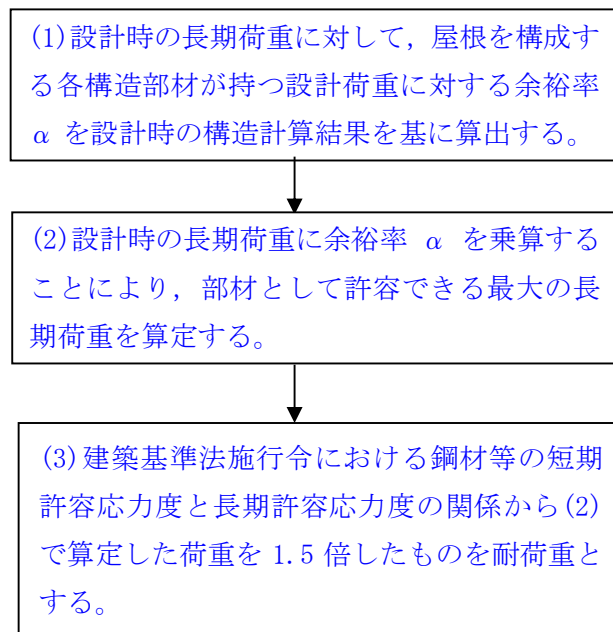 (1)設計時の長期荷重に対して，屋根を構成す
る各構造部材が持つ設計荷重に対する余裕率
α を設計時の構造計算結果を基に算出する。
(2)設計時の長期荷重に余裕率 α を乗算する
ことにより，部材として許容できる最大の長
期荷重を算定する。
(3)建築基準法施行令における鋼材等の短期
許容応力度と長期許容応力度の関係から(2)
で算定した荷重を 1.5 倍したものを耐荷重と
する。